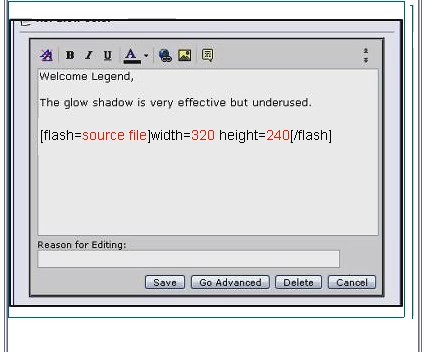 B I U A
Welcome Legend,
The glow shadow is very effective but underused.
[flash=source file]width=320 height=240[/flash]
Reason for Editing:
Save Go Advanced Delete Cancel